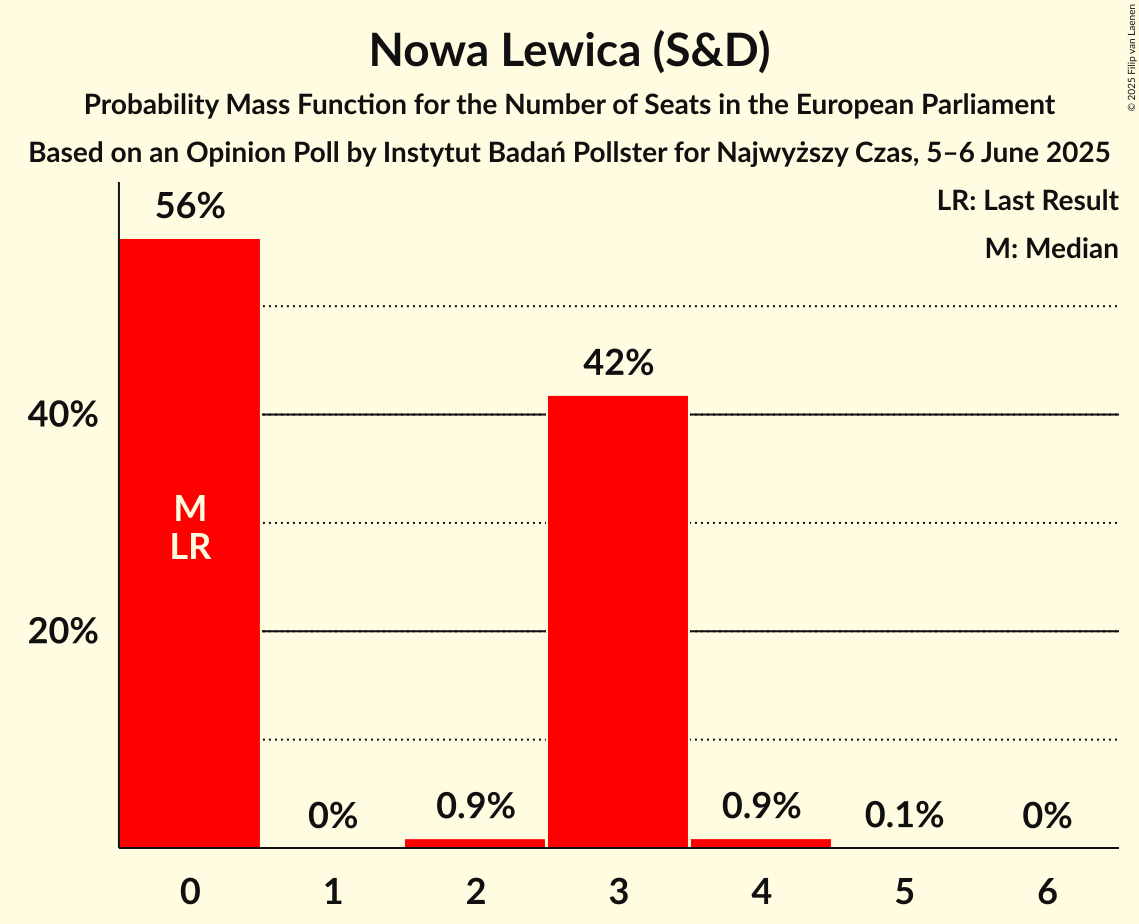 Nowa Lewica (S&D)
Probability Mass Function for the Number of Seats in the European Parliament
Based on an Opinion Poll by Instytut Badań Pollster for Najwyższy Czas, 5–6 June 2025
© 2025 Filip van Laenen
LR: Last Result
M: Median
56%
42%
40%
M
LR
20%
0%
0.9%
0.9%
0.1%
0%
0
1
2
3
4
5
6